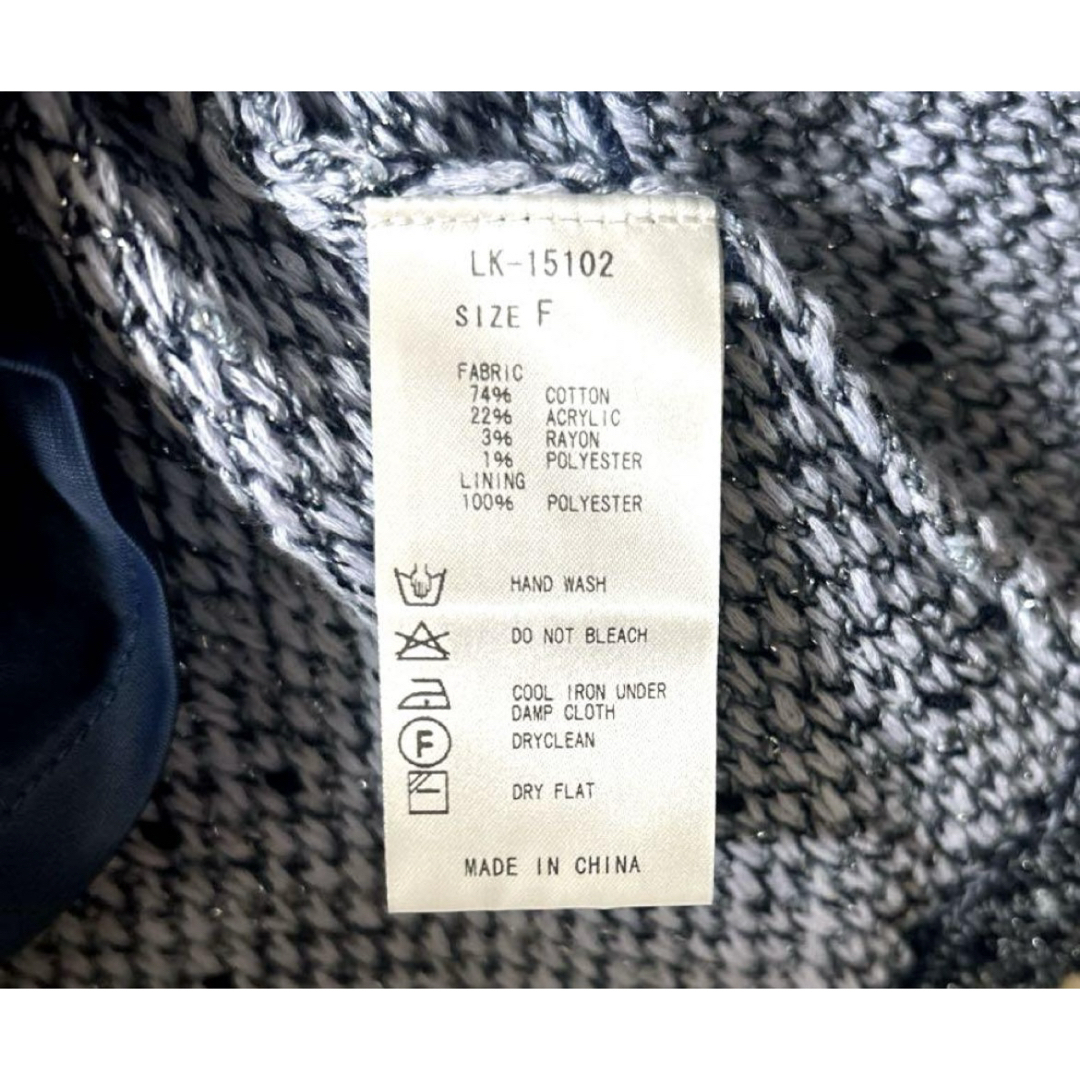 LK-15102
SIZE F
FABRIC
74% COTTON
22% ACRYLIC
3% RAYON
1% POLYESTER
LINING
100% POLYESTER
HAND WASH
DO NOT BLEACH
COOL IRON UNDER
DAMP CLOTH
F DRYCLEAN
DRY FLAT
MADE IN CHINA